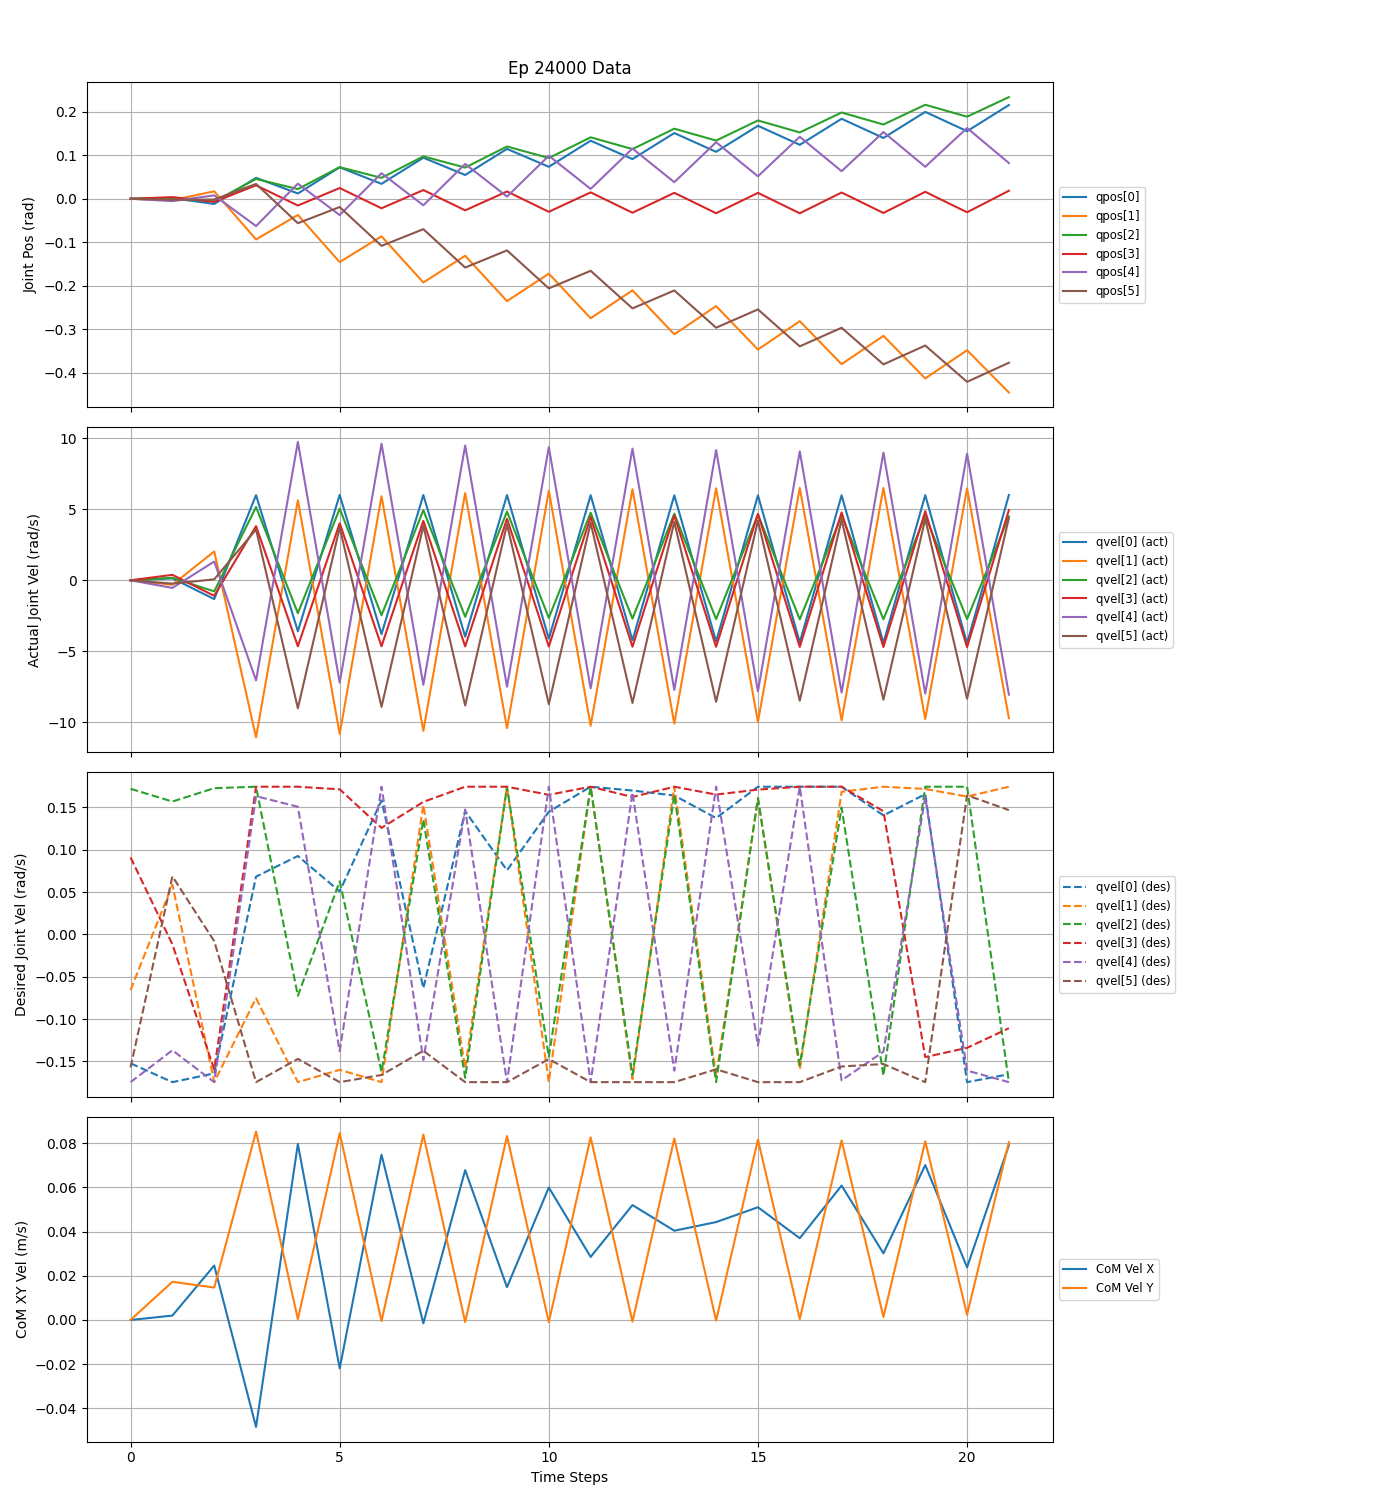 Ep 24000 Data
Joint Pos (rad)
0.2
0.1
0.0
−0.1
−0.2
−0.3
−0.4
qpos[0]
qpos[1]
qpos[2]
qpos[3]
qpos[4]
qpos[5]
Actual Joint Vel (rad/s)
10
5
0
−5
−10
qvel[0] (act)
qvel[1] (act)
qvel[2] (act)
qvel[3] (act)
qvel[4] (act)
qvel[5] (act)
Desired Joint Vel (rad/s)
0.15
0.10
0.05
0.00
−0.05
−0.10
−0.15
qvel[0] (des)
qvel[1] (des)
qvel[2] (des)
qvel[3] (des)
qvel[4] (des)
qvel[5] (des)
CoM XY Vel (m/s)
0.08
0.06
0.04
0.02
0.00
−0.02
−0.04
CoM Vel X
CoM Vel Y
0 5 10 15 20
Time Steps